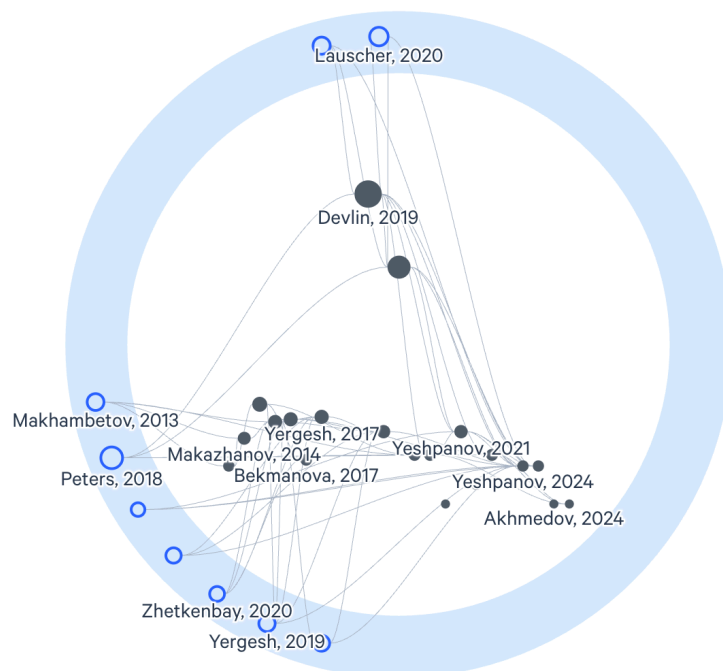 Lauscher, 2020
Devlin, 2019
Makhambetov, 2013
Yergesh, 2017
Yeshpanov, 2021
Makazhanov, 2014
Peters, 2018
Bekmanova, 2017
Yeshpanov, 2024
Akhmedov, 2024
Zhetkenbay, 2020
Yergesh, 2019